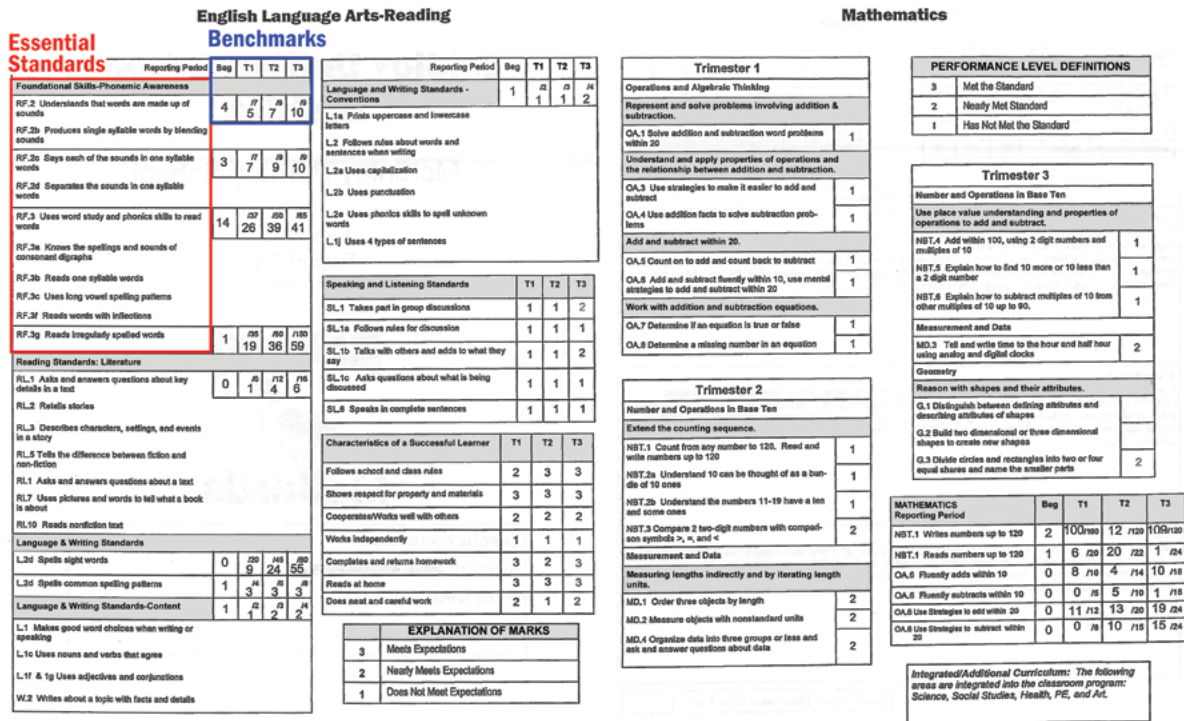 English Language Arts-Reading
Mathematics
Essential
Standards
Benchmarks
Reporting Period Beg T1 T2 T3
Foundational Skills-Phonemic Awareness
RF.2 Understands that words are made up of
sounds
4 /7 5 /9 7 10
RF.2b Produces single syllable words by blending
sounds
RF.2c Says each of the sounds in one syllable
words
3 /7 7 /9 9 10
RF.2d Separates the sounds in one syllable
words
RF.3 Uses word study and phonics skills to read
words
14 /37 26 /50 39 /65 41
RF.3a Knows the spellings and sounds of
consonant digraphs
RF.3b Reads one syllable words
RF.3c Uses long vowel spelling patterns
RF.3f Reads words with inflections
RF.3g Reads irregularly spelled words
1 /35 19 /80 36 /150 59
Reading Standards: Literature
RL.1 Asks and answers questions about key
details in a text
0 1 /12 4 /16 6
RL.2 Retells stories
RL.3 Describes characters, settings, and events
in a story
RL.5 Tells the difference between fiction and
non-fiction
RI.1 Asks and answers questions about a text
RI.7 Uses pictures and words to tell what a book
is about
RI.10 Reads nonfiction text
Language & Writing Standards
L.2d Spells sight words
0 /20 9 /45 24 55
L.2d Spells common spelling patterns
1 /4 3 3 3
Language & Writing Standards-Content
1 /2 1 /3 2 /4 2
L.1 Makes good word choices when writing or
speaking
L.1c Uses nouns and verbs that agree
L.1f & 1g Uses adjectives and conjunctions
W.2 Writes about a topic with facts and details
Reporting Period Beg T1 T2 T3
Language and Writing Standards -
Conventions
1 /2 1 /3 1 /4 2
L.1a Prints uppercase and lowercase
letters
L.2 Follows rules about words and
sentences when writing
L.2a Uses capitalization
L.2b Uses punctuation
L.2e Uses phonics skills to spell unknown
words
L.1j Uses 4 types of sentences
Speaking and Listening Standards T1 T2 T3
SL.1 Takes part in group discussions 1 1 2
SL.1a Follows rules for discussion 1 1 1
SL.1b Talks with others and adds to what they
say
1 1 2
SL.1c Asks questions about what is being
discussed
1 1 1
SL.6 Speaks in complete sentences 1 1 1
Characteristics of a Successful Learner T1 T2 T3
Follows school and class rules 2 3 3
Shows respect for property and materials 3 3 3
Cooperates/Works well with others 2 2 2
Works independently 1 1 1
Completes and returns homework 3 2 3
Reads at home 3 3 3
Does neat and careful work 2 1 2
EXPLANATION OF MARKS
3 Meets Expectations
2 Nearly Meets Expectations
1 Does Not Meet Expectations
Trimester 1
Operations and Algebraic Thinking
Represent and solve problems involving addition &
subtraction.
OA.1 Solve addition and subtraction word problems
within 20
1
Understand and apply properties of operations and
the relationship between addition and subtraction.
OA.3 Use strategies to make it easier to add and
subtract
1
OA.4 Use addition facts to solve subtraction prob-
lems
1
Add and subtract within 20.
OA.5 Count on to add and count back to subtract 1
OA.6 Add and subtract fluently within 10, use mental
strategies to add and subtract within 20
1
Work with addition and subtraction equations.
OA.7 Determine if an equation is true or false 1
OA.8 Determine a missing number in an equation 1
Trimester 2
Number and Operations in Base Ten
Extend the counting sequence.
NBT.1 Count from any number to 120. Read and
write numbers up to 120
1
NBT.2a Understand 10 can be thought of as a bun-
dle of 10 ones
1
NBT.2b Understand the numbers 11-19 have a ten
and some ones
1
NBT.3 Compare 2 two-digit numbers with compari-
son symbols >, =, and <
2
Measurement and Data
Measuring lengths indirectly and by iterating length
units.
MD.1 Order three objects by length 2
MD.2 Measure objects with nonstandard units 2
MD.4 Organize data into three groups or less and
ask and answer questions about data
2
PERFORMANCE LEVEL DEFINITIONS
3 Met the Standard
2 Nearly Met Standard
1 Has Not Met the Standard
Trimester 3
Number and Operations in Base Ten
Use place value understanding and properties of
operations to add and subtract.
NBT.4 Add within 100, using 2 digit numbers and
multiples of 10
1
NBT.5 Explain how to find 10 more or 10 less than
a 2 digit number
1
NBT.6 Explain how to subtract multiples of 10 from
other multiples of 10 up to 90.
1
Measurement and Data
MD.3 Tell and write time to the hour and half hour
using analog and digital clocks
2
Geometry
Reason with shapes and their attributes.
G.1 Distinguish between defining attributes and
describing attributes of shapes
G.2 Build two dimensional or three dimensional
shapes to create new shapes
G.3 Divide circles and rectangles into two or four
equal shares and name the smaller parts
2
MATHEMATICS
Reporting Period Beg T1 T2 T3
NBT.1 Writes numbers up to 120 2 100/100 12 /120 109/120
NBT.1 Reads numbers up to 120 1 6 /20 20 /22 1 /24
OA.6 Fluently adds within 10 0 8 /10 4 /14 10 /18
OA.6 Fluently subtracts within 10 0 0 /5 5 /10 1 /18
OA.6 Use Strategies to add within 20 0 11 /12 13 /20 19 /24
OA.6 Use Strategies to subtract within
20
0 0 10 /15 15 /24
Integrated/Additional Curriculum: The following
areas are integrated into the classroom program:
Science, Social Studies, Health, PE, and Art.